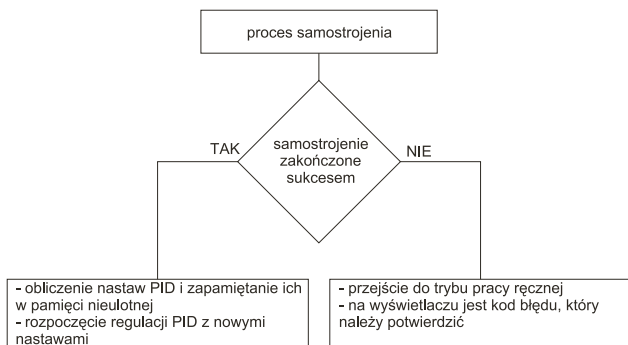 proces samostrojenia
TAK
samostrojenie
zakończone
sukcesem
NIE
- obliczenie nastaw PID i zapamiętanie ich
w pamięci nieulotnej
- rozpoczęcie regulacji PID z nowymi
nastawami
- przejście do trybu pracy ręcznej
- na wyświetlaczu jest kod błędu, który
należy potwierdzić